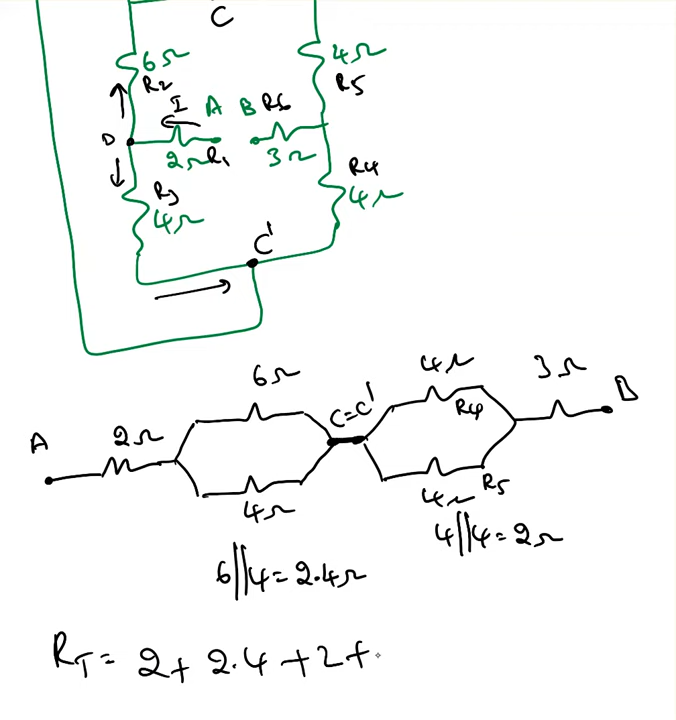 C
6Ω 4Ω
R2 R5
I A B R6
D 2Ω R1 3Ω
R3 R4
4Ω 4Ω
C'
6Ω 4Ω 3Ω
C=C' R4 B
A 2Ω
4Ω 4Ω R5
6||4=2.4Ω 4||4=2Ω
RT= 2+ 2.4 +2+